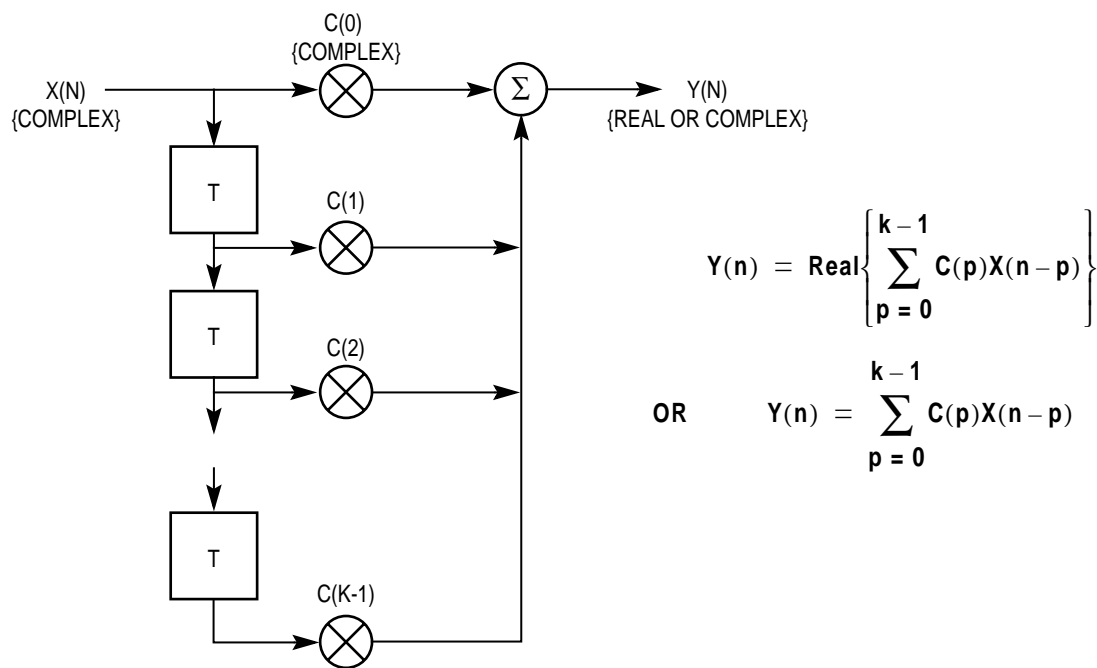 C(0)
{COMPLEX}
X(N)
{COMPLEX}
Σ
Y(N)
{REAL OR COMPLEX}
T
C(1)
T
C(2)
T
C(K-1)
k – 1
Y(n) = Real{∑ C(p)X(n – p)}
p = 0
k – 1
OR Y(n) = ∑ C(p)X(n – p)
p = 0